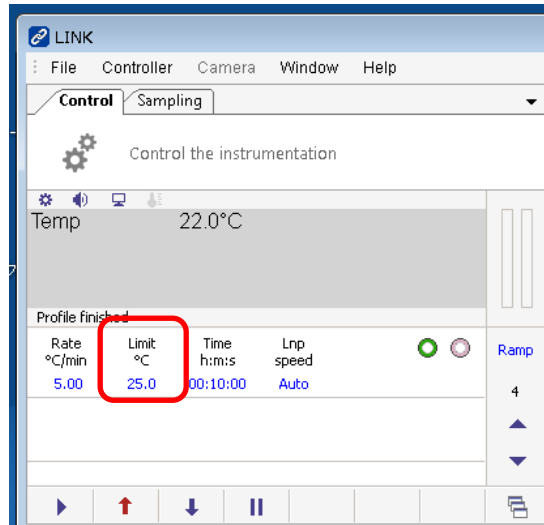 LINK
File Controller Camera Window Help
Control Sampling
Control the instrumentation
Temp 22.0°C
Profile finished
Rate Limit Time Lnp
°C/min °C h:m:s speed
5.00 25.0 00:10:00 Auto
Ramp
4